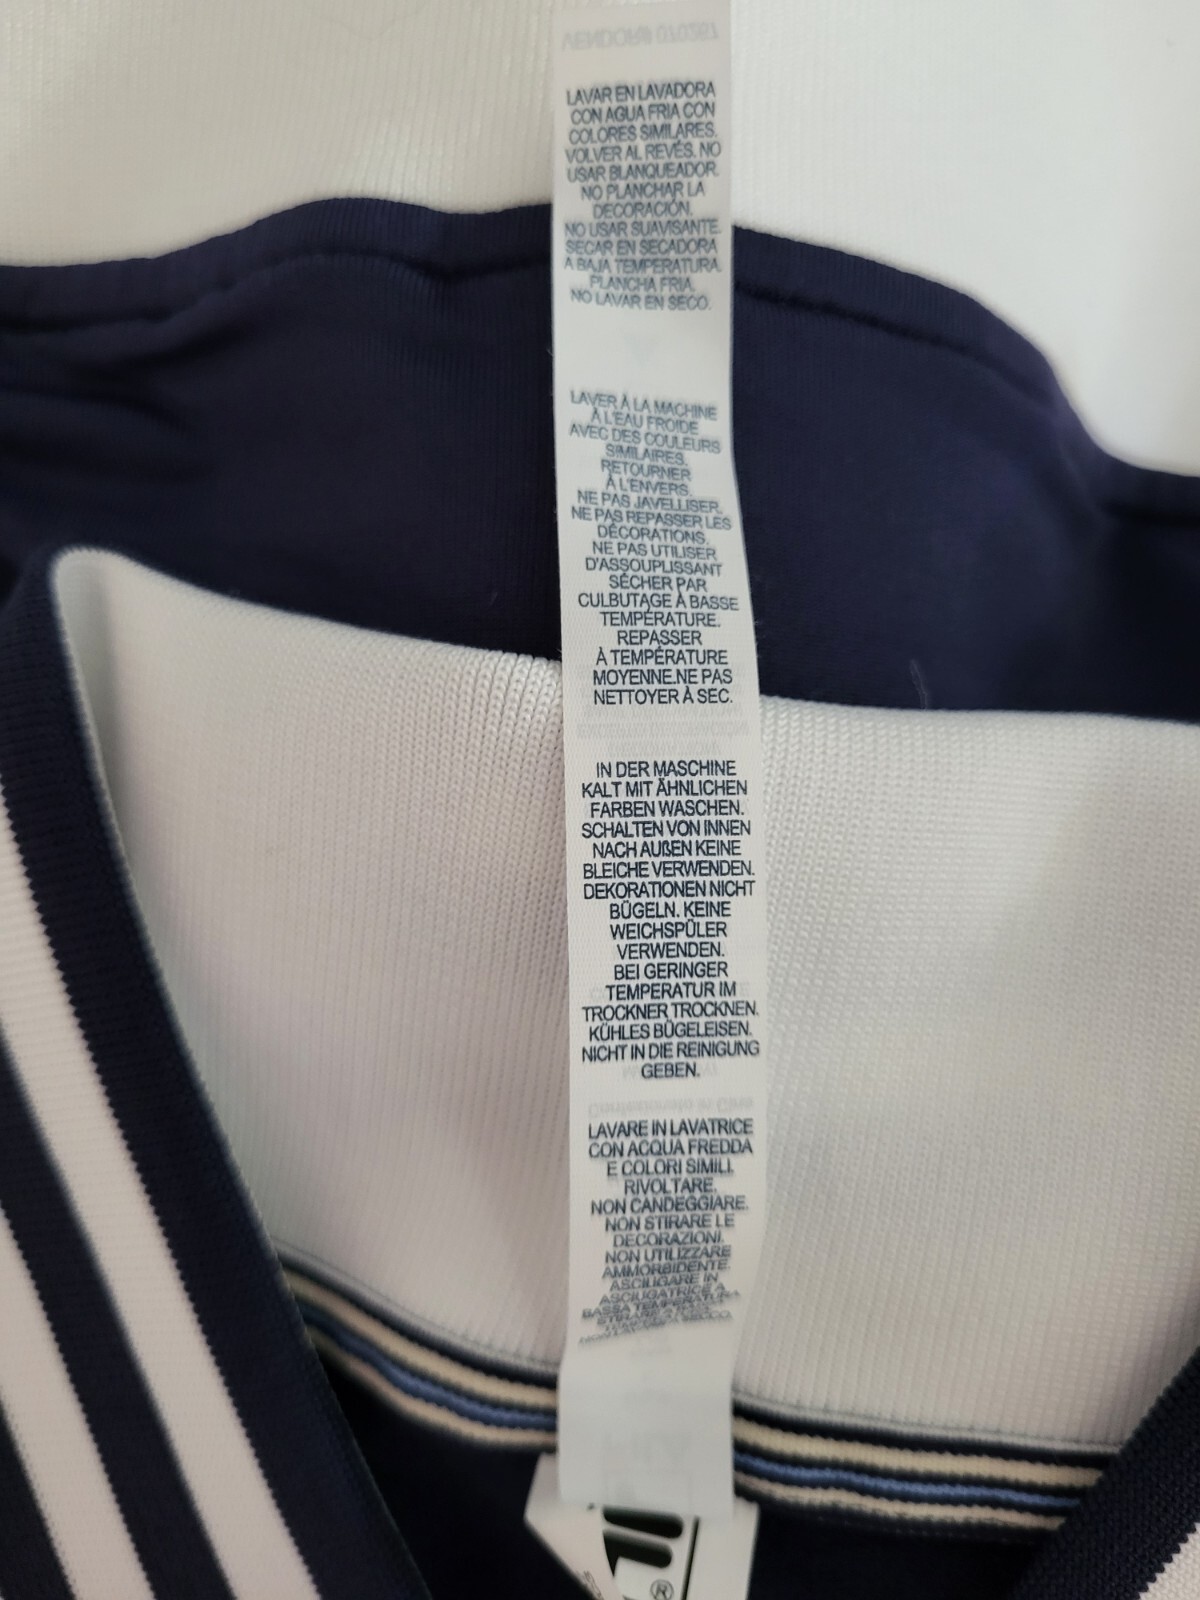 LAVAR EN LAVADORA
CON AGUA FRIA CON
COLORES SIMILARES.
VOLVER AL REVÉS. NO
USAR BLANQUEADOR.
NO PLANCHAR LA
DECORACIÓN.
NO USAR SUAVISANTE.
SECAR EN SECADORA
A BAJA TEMPERATURA.
PLANCHA FRIA.
NO LAVAR EN SECO.
LAVER À LA MACHINE
À L'EAU FROIDE
AVEC DES COULEURS
SIMILAIRES.
RETOURNER
À L'ENVERS.
NE PAS JAVELLISER.
NE PAS REPASSER LES
DÉCORATIONS.
NE PAS UTILISER
D'ASSOUPLISSANT
SÉCHER PAR
CULBUTAGE À BASSE
TEMPÉRATURE.
REPASSER
À TEMPÉRATURE
MOYENNE.NE PAS
NETTOYER À SEC.
IN DER MASCHINE
KALT MIT ÄHNLICHEN
FARBEN WASCHEN.
SCHALTEN VON INNEN
NACH AUßEN KEINE
BLEICHE VERWENDEN.
DEKORATIONEN NICHT
BÜGELN. KEINE
WEICHSPÜLER
VERWENDEN.
BEI GERINGER
TEMPERATUR IM
TROCKNER TROCKNEN.
KÜHLES BÜGELEISEN.
NICHT IN DIE REINIGUNG
GEBEN.
LAVARE IN LAVATRICE
CON ACQUA FREDDA
E COLORI SIMILI.
RIVOLTARE.
NON CANDEGGIARE.
NON STIRARE LE
DECORAZIONI.
NON UTILIZZARE
AMMORBIDENTE.
ASCIUGARE IN
ASCIUGATRICE A
BASSA TEMPERATURA
®